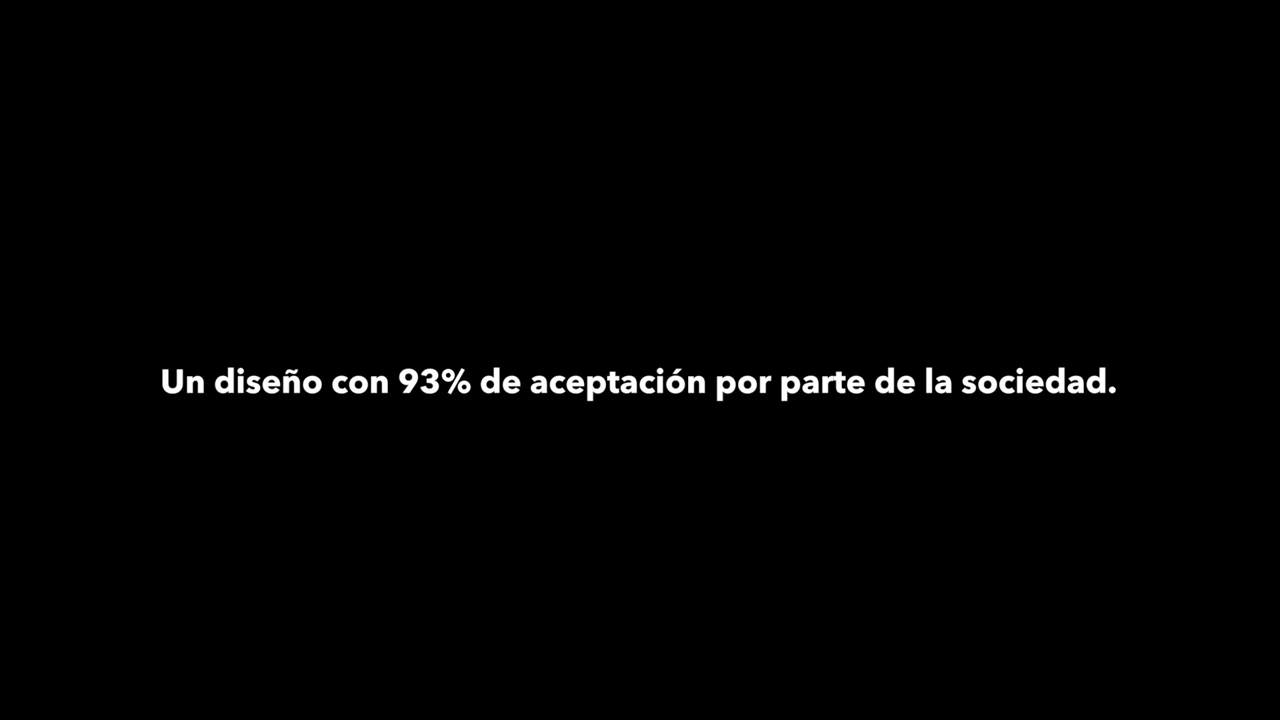 Un diseño con 93% de aceptación por parte de la sociedad.